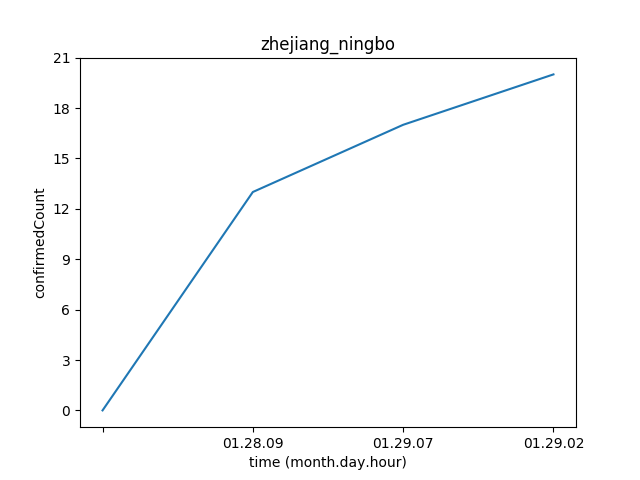 zhejiang_ningbo
21
18
15
12
9
6
3
0
confirmedCount
01.28.09 01.29.07 01.29.02
time (month.day.hour)